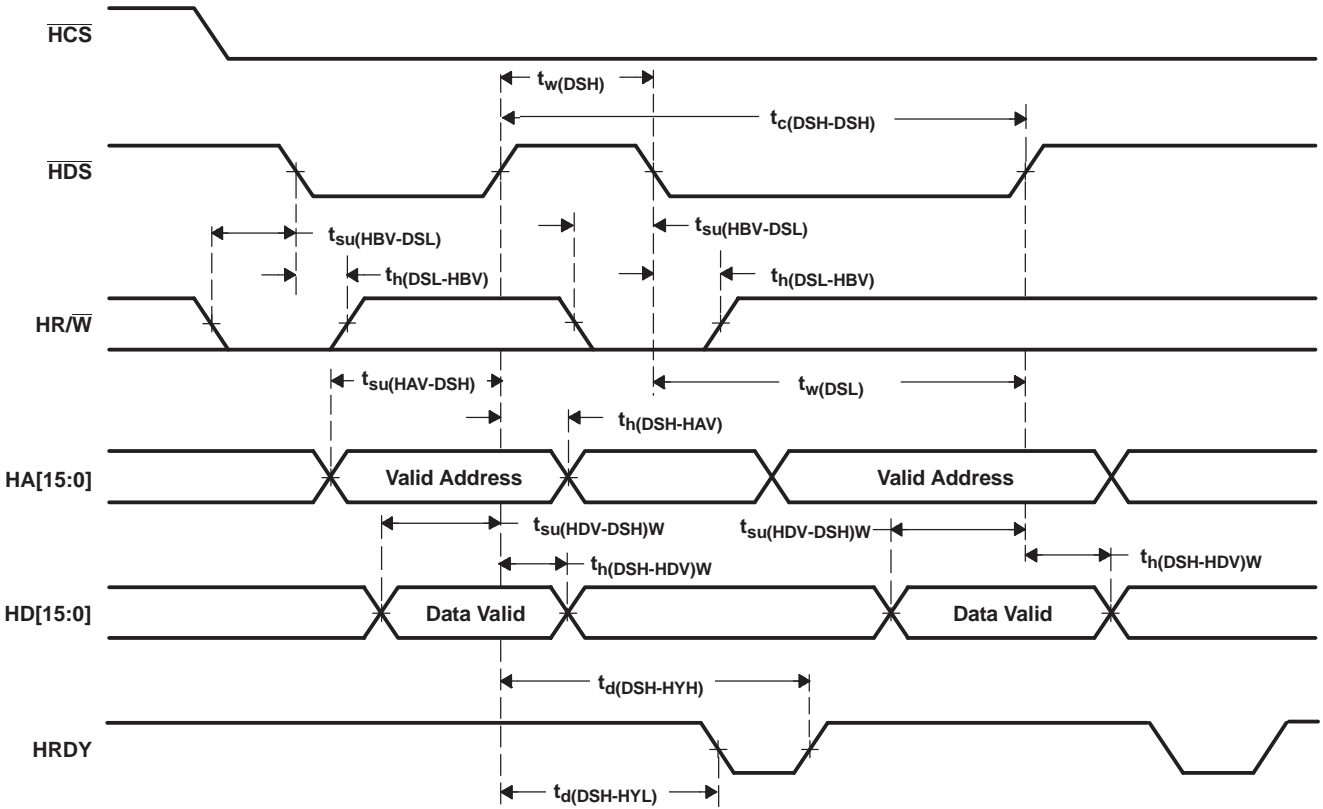 HCS
tw(DSH)
tc(DSH-DSH)
HDS
tsu(HBV-DSL)
tsu(HBV-DSL)
th(DSL-HBV)
th(DSL-HBV)
HR/W
tsu(HAV-DSH)
tw(DSL)
th(DSH-HAV)
HA[15:0]
Valid Address
Valid Address
tsu(HDV-DSH)W
tsu(HDV-DSH)W
th(DSH-HDV)W
th(DSH-HDV)W
HD[15:0]
Data Valid
Data Valid
td(DSH-HYH)
HRDY
td(DSH-HYL)